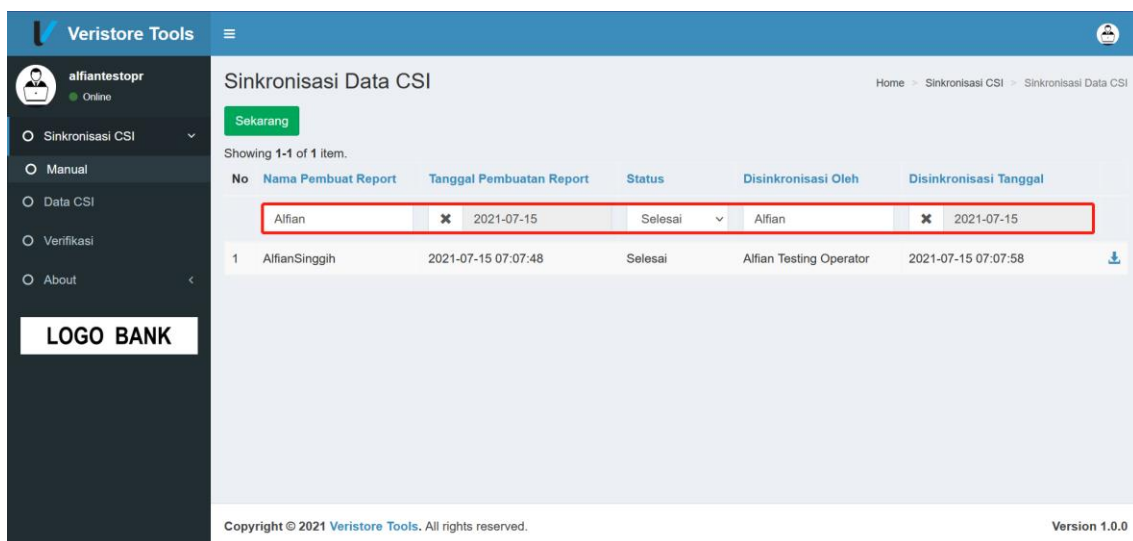 Veristore Tools
alfiantestopr
Online
Sinkronisasi CSI
Manual
Data CSI
Verifikasi
About
LOGO BANK
Sinkronisasi Data CSI
Home > Sinkronisasi CSI > Sinkronisasi Data CSI
Sekarang
Showing 1-1 of 1 item.
No Nama Pembuat Report Tanggal Pembuatan Report Status Disinkronisasi Oleh Disinkronisasi Tanggal
Alfian 2021-07-15 Selesai Alfian 2021-07-15
1 AlfianSinggih 2021-07-15 07:07:48 Selesai Alfian Testing Operator 2021-07-15 07:07:58
Copyright © 2021 Veristore Tools. All rights reserved. Version 1.0.0